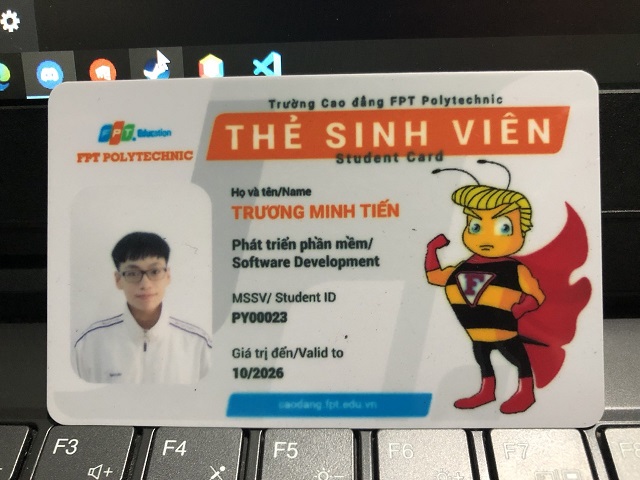 Trường Cao đẳng FPT Polytechnic
FPT Education
FPT POLYTECHNIC
THẺ SINH VIÊN
Student Card
Họ và tên/Name
TRƯƠNG MINH TIẾN
Phát triển phần mềm/
Software Development
MSSV/ Student ID
PY00023
Giá trị đến/Valid to
10/2026
F
caodang.fpt.edu.vn
F3
F4
F5
F6
F7